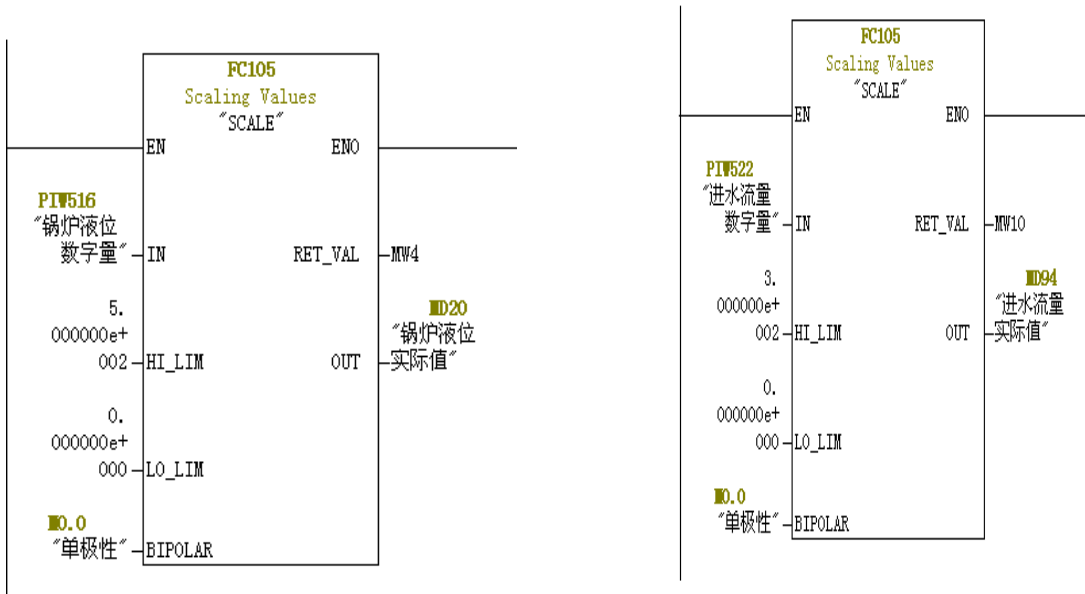 FC105
Scaling Values
"SCALE"
EN
ENO
PIW516
"锅炉液位
数字量"
IN
RET_VAL
MW4
5.
000000e+
002
HI_LIM
MD20
"锅炉液位
实际值"
OUT
0.
000000e+
000
LO_LIM
M0.0
"单极性"
BIPOLAR
FC105
Scaling Values
"SCALE"
EN
ENO
PIW522
"进水流量
数字量"
IN
RET_VAL
MW10
3.
000000e+
002
HI_LIM
MD94
"进水流量
实际值"
OUT
0.
000000e+
000
LO_LIM
M0.0
"单极性"
BIPOLAR